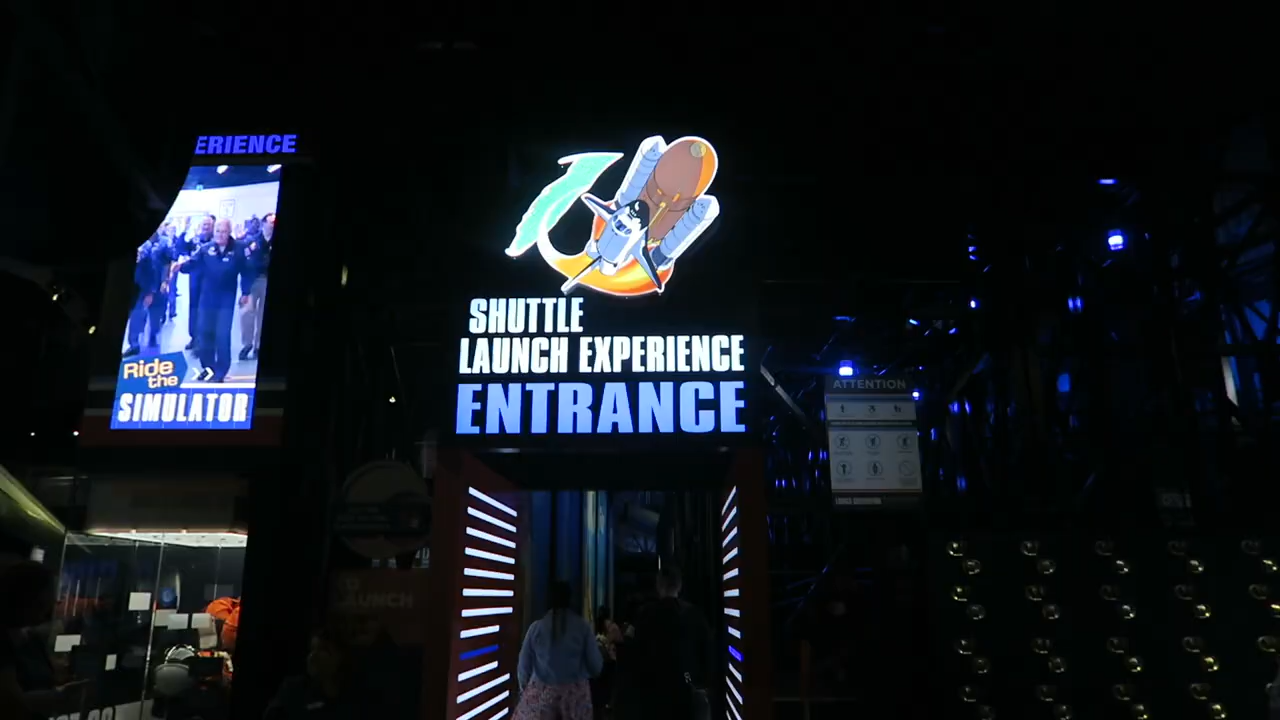 ERIENCE
Ride
the
SIMULATOR
SHUTTLE
LAUNCH EXPERIENCE
ENTRANCE
ATTENTION
LAUNCH